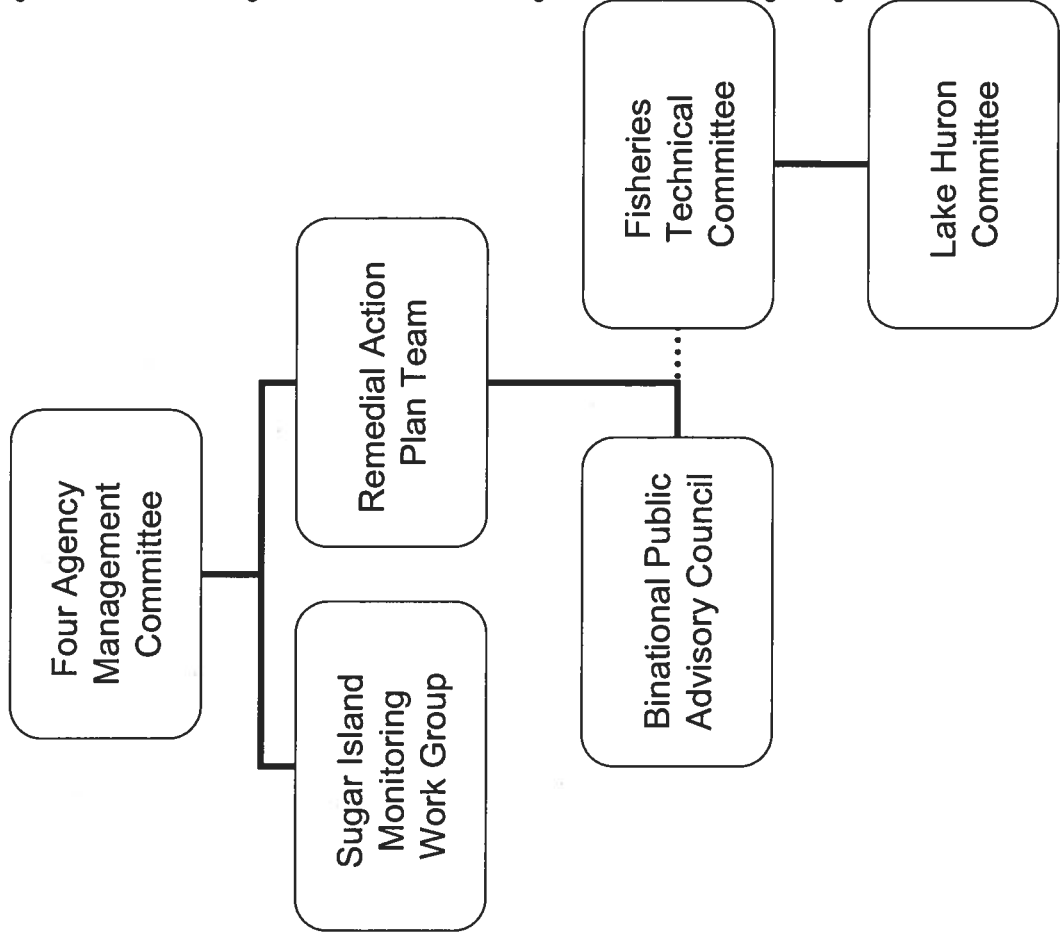 Four Agency
Management
Committee
Sugar Island
Monitoring
Work Group
Remedial Action
Plan Team
Binational Public
Advisory Council
Fisheries
Technical
Committee
Lake Huron
Committee